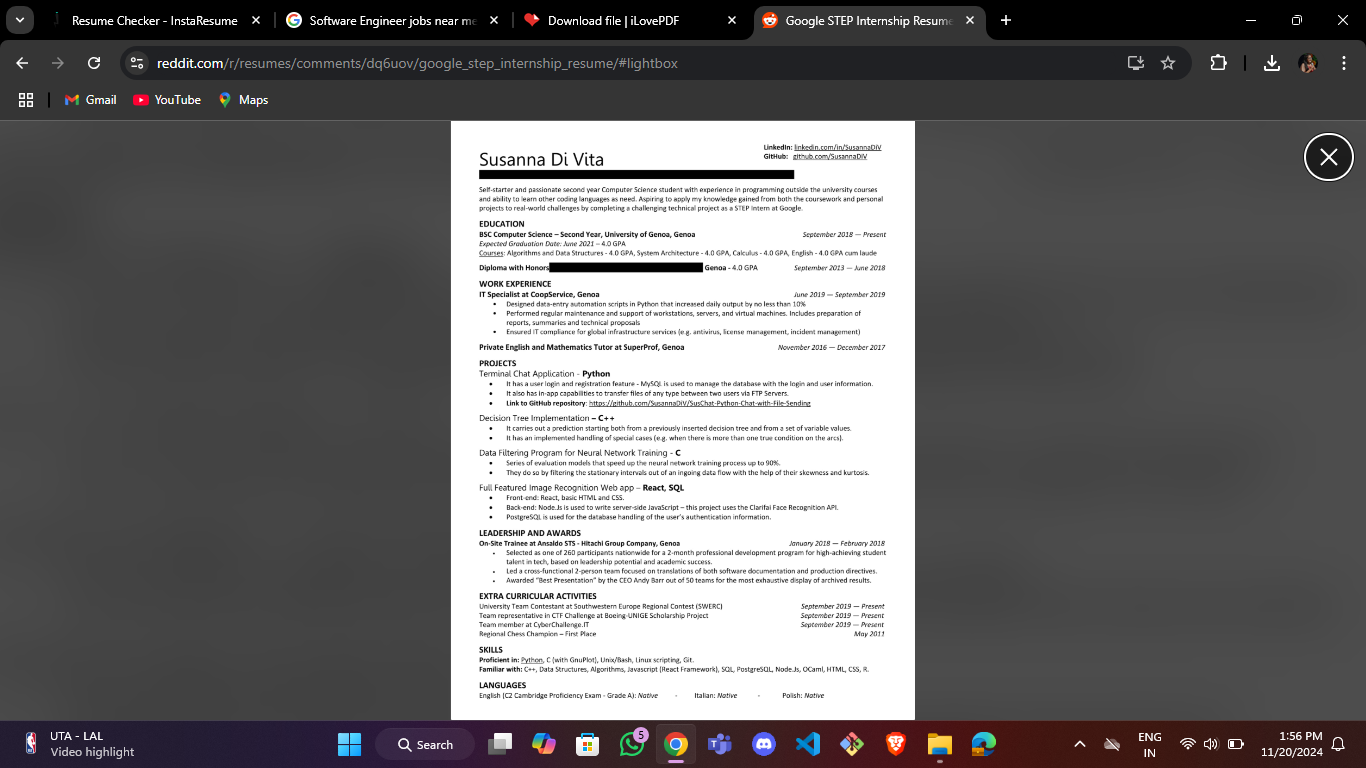 Resume Checker - InstaResume
Software Engineer jobs near me
Download file | iLovePDF
Google STEP Internship Resume
reddit.com/r/resumes/comments/dq6uov/google_step_internship_resume/#lightbox
Gmail YouTube Maps
LinkedIn: linkedin.com/in/SusannaDiV
Susanna Di Vita
GitHub: github.com/SusannaDiV
Self-starter and passionate second year Computer Science student with experience in programming outside the university courses
and ability to learn other coding languages as need. Aspiring to apply my knowledge gained from both the coursework and personal
projects to real-world challenges by completing a challenging technical project as a STEP Intern at Google.
EDUCATION
BSC Computer Science – Second Year, University of Genoa, Genoa September 2018 — Present
Expected Graduation Date: June 2021 – 4.0 GPA
Courses: Algorithms and Data Structures - 4.0 GPA, System Architecture - 4.0 GPA, Calculus - 4.0 GPA, English - 4.0 GPA cum laude
Diploma with Honors Genoa - 4.0 GPA September 2013 — June 2018
WORK EXPERIENCE
IT Specialist at CoopService, Genoa June 2019 — September 2019
• Designed data-entry automation scripts in Python that increased daily output by no less than 10%
• Performed regular maintenance and support of workstations, servers, and virtual machines. Includes preparation of
reports, summaries and technical proposals
• Ensured IT compliance for global infrastructure services (e.g. antivirus, license management, incident management)
Private English and Mathematics Tutor at SuperProf, Genoa November 2016 — December 2017
PROJECTS
Terminal Chat Application - Python
• It has a user login and registration feature - MySQL is used to manage the database with the login and user information.
• It also has in-app capabilities to transfer files of any type between two users via FTP Servers.
• Link to GitHub repository: https://github.com/SusannaDiV/SusChat-Python-Chat-with-File-Sending
Decision Tree Implementation – C++
• It carries out a prediction starting both from a previously inserted decision tree and from a set of variable values.
• It has an implemented handling of special cases (e.g. when there is more than one true condition on the arcs).
Data Filtering Program for Neural Network Training - C
• Series of evaluation models that speed up the neural network training process up to 90%.
• They do so by filtering the stationary intervals out of an ingoing data flow with the help of their skewness and kurtosis.
Full Featured Image Recognition Web app – React, SQL
• Front-end: React, basic HTML and CSS.
• Back-end: Node.Js is used to write server-side JavaScript – this project uses the Clarifai Face Recognition API.
• PostgreSQL is used for the database handling of the user's authentication information.
LEADERSHIP AND AWARDS
On-Site Trainee at Ansaldo STS - Hitachi Group Company, Genoa January 2018 — February 2018
• Selected as one of 260 participants nationwide for a 2-month professional development program for high-achieving student
talent in tech, based on leadership potential and academic success.
• Led a cross-functional 2-person team focused on translations of both software documentation and production directives.
• Awarded “Best Presentation” by the CEO Andy Barr out of 50 teams for the most exhaustive display of archived results.
EXTRA CURRICULAR ACTIVITIES
University Team Contestant at Southwestern Europe Regional Contest (SWERC) September 2019 — Present
Team representative in CTF Challenge at Boeing-UNIGE Scholarship Project September 2019 — Present
Team member at CyberChallenge.IT September 2019 — Present
Regional Chess Champion – First Place May 2011
SKILLS
Proficient in: Python, C (with GnuPlot), Unix/Bash, Linux scripting, Git.
Familiar with: C++, Data Structures, Algorithms, Javascript (React Framework), SQL, PostgreSQL, Node.Js, OCaml, HTML, CSS, R.
LANGUAGES
English (C2 Cambridge Proficiency Exam - Grade A): Native - Italian: Native - Polish: Native
UTA - LAL
Video highlight
Search
5
ENG
IN
1:56 PM
11/20/2024